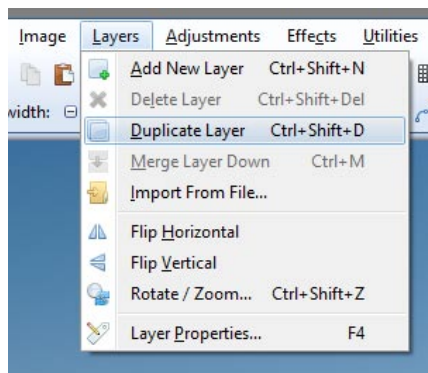 Image Layers Adjustments Effects Utilities
width:
Add New Layer Ctrl+Shift+N
Delete Layer Ctrl+Shift+Del
Duplicate Layer Ctrl+Shift+D
Merge Layer Down Ctrl+M
Import From File...
Flip Horizontal
Flip Vertical
Rotate / Zoom... Ctrl+Shift+Z
Layer Properties... F4